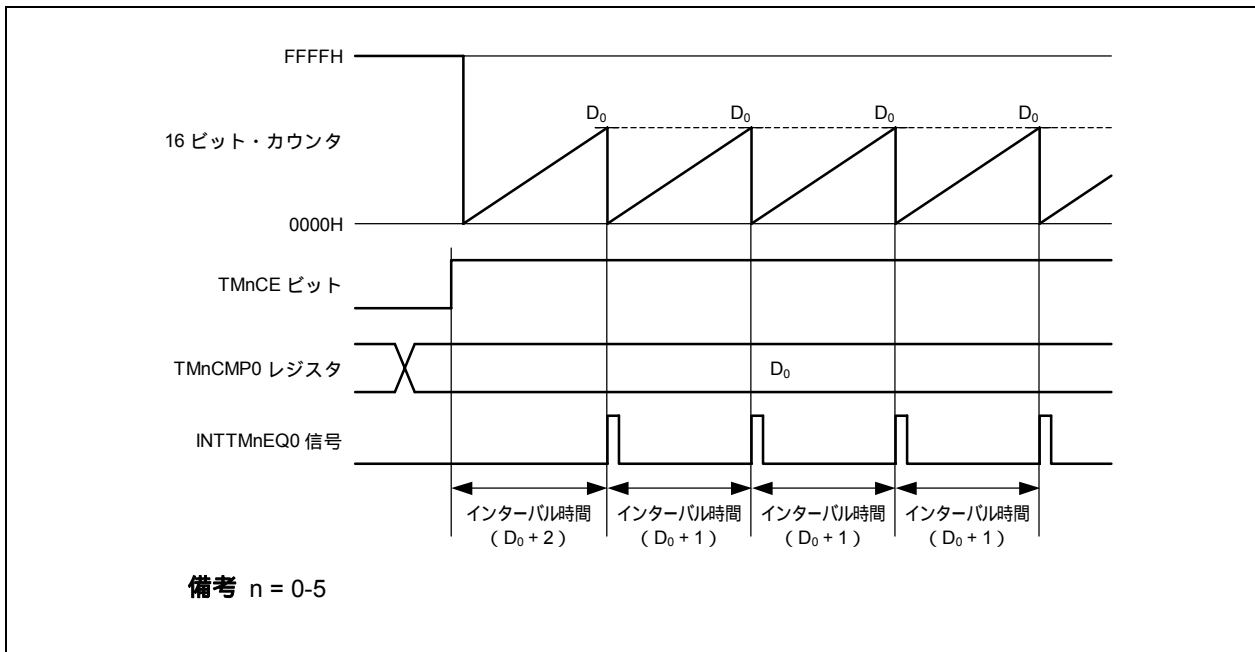 FFFFH
D₀ D₀ D₀ D₀
16 ビット・カウンタ
0000H
TMnCE ビット
TMnCMP0 レジスタ
D₀
INTTMnEQ0 信号
インターバル時間 インターバル時間 インターバル時間 インターバル時間
( D₀ + 2 ) ( D₀ + 1 ) ( D₀ + 1 ) ( D₀ + 1 )
備考 n = 0-5